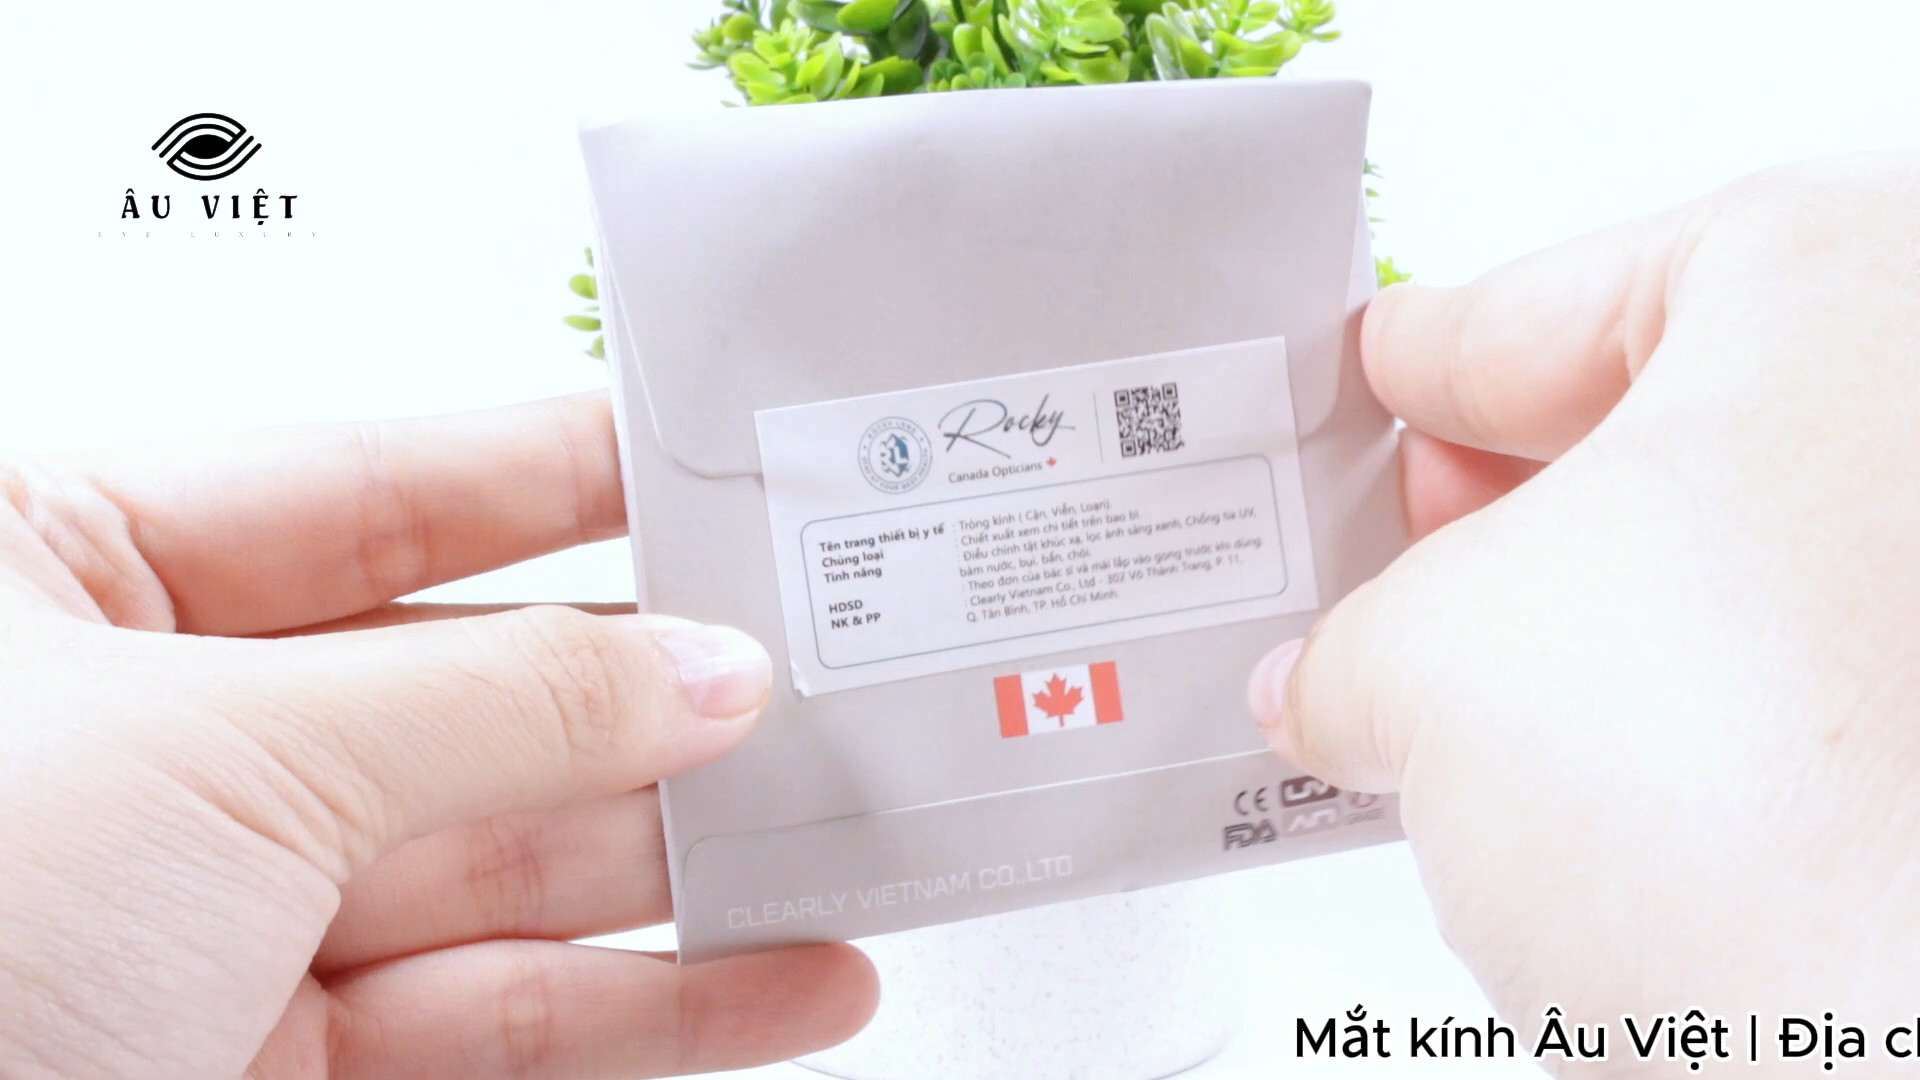 ÂU VIỆT
EYE LUXURY
Rocky
Canada Opticians
Tên trang thiết bị y tế : Tròng kính ( Cận, Viễn, Loạn).
Chủng loại : Chiết xuất xem chi tiết trên bao bì.
Tính năng : Điều chỉnh tật khúc xạ, lọc ánh sáng xanh, Chống tia UV,
bám nước, bụi, bẩn, chói.
HDSD : Theo đơn của bác sĩ và mài lắp vào gọng trước khi dùng.
NK & PP : Clearly Vietnam Co., Ltd - 302 Võ Thành Trang, P. 11,
Q. Tân Bình, TP. Hồ Chí Minh.
CE UV
FDA
CLEARLY VIETNAM CO.,LTD
Mắt kính Âu Việt | Địa ch